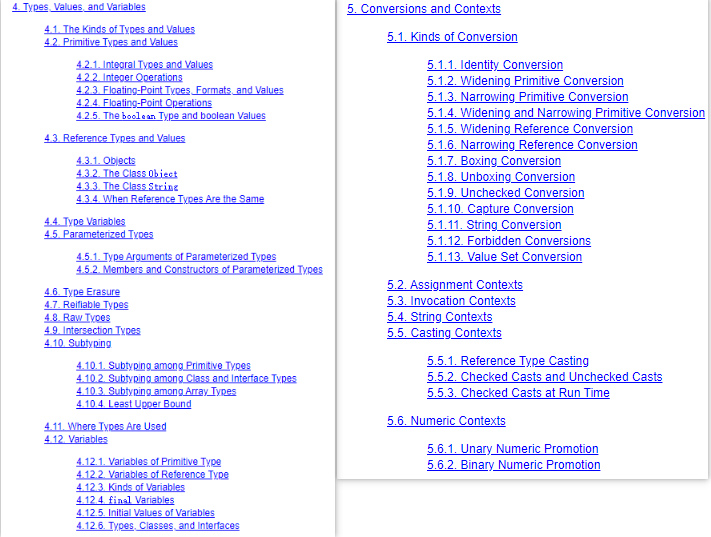 4. Types, Values, and Variables
4.1. The Kinds of Types and Values
4.2. Primitive Types and Values
4.2.1. Integral Types and Values
4.2.2. Integer Operations
4.2.3. Floating-Point Types, Formats, and Values
4.2.4. Floating-Point Operations
4.2.5. The boolean Type and boolean Values
4.3. Reference Types and Values
4.3.1. Objects
4.3.2. The Class Object
4.3.3. The Class String
4.3.4. When Reference Types Are the Same
4.4. Type Variables
4.5. Parameterized Types
4.5.1. Type Arguments of Parameterized Types
4.5.2. Members and Constructors of Parameterized Types
4.6. Type Erasure
4.7. Reifiable Types
4.8. Raw Types
4.9. Intersection Types
4.10. Subtyping
4.10.1. Subtyping among Primitive Types
4.10.2. Subtyping among Class and Interface Types
4.10.3. Subtyping among Array Types
4.10.4. Least Upper Bound
4.11. Where Types Are Used
4.12. Variables
4.12.1. Variables of Primitive Type
4.12.2. Variables of Reference Type
4.12.3. Kinds of Variables
4.12.4. final Variables
4.12.5. Initial Values of Variables
4.12.6. Types, Classes, and Interfaces
5. Conversions and Contexts
5.1. Kinds of Conversion
5.1.1. Identity Conversion
5.1.2. Widening Primitive Conversion
5.1.3. Narrowing Primitive Conversion
5.1.4. Widening and Narrowing Primitive Conversion
5.1.5. Widening Reference Conversion
5.1.6. Narrowing Reference Conversion
5.1.7. Boxing Conversion
5.1.8. Unboxing Conversion
5.1.9. Unchecked Conversion
5.1.10. Capture Conversion
5.1.11. String Conversion
5.1.12. Forbidden Conversions
5.1.13. Value Set Conversion
5.2. Assignment Contexts
5.3. Invocation Contexts
5.4. String Contexts
5.5. Casting Contexts
5.5.1. Reference Type Casting
5.5.2. Checked Casts and Unchecked Casts
5.5.3. Checked Casts at Run Time
5.6. Numeric Contexts
5.6.1. Unary Numeric Promotion
5.6.2. Binary Numeric Promotion